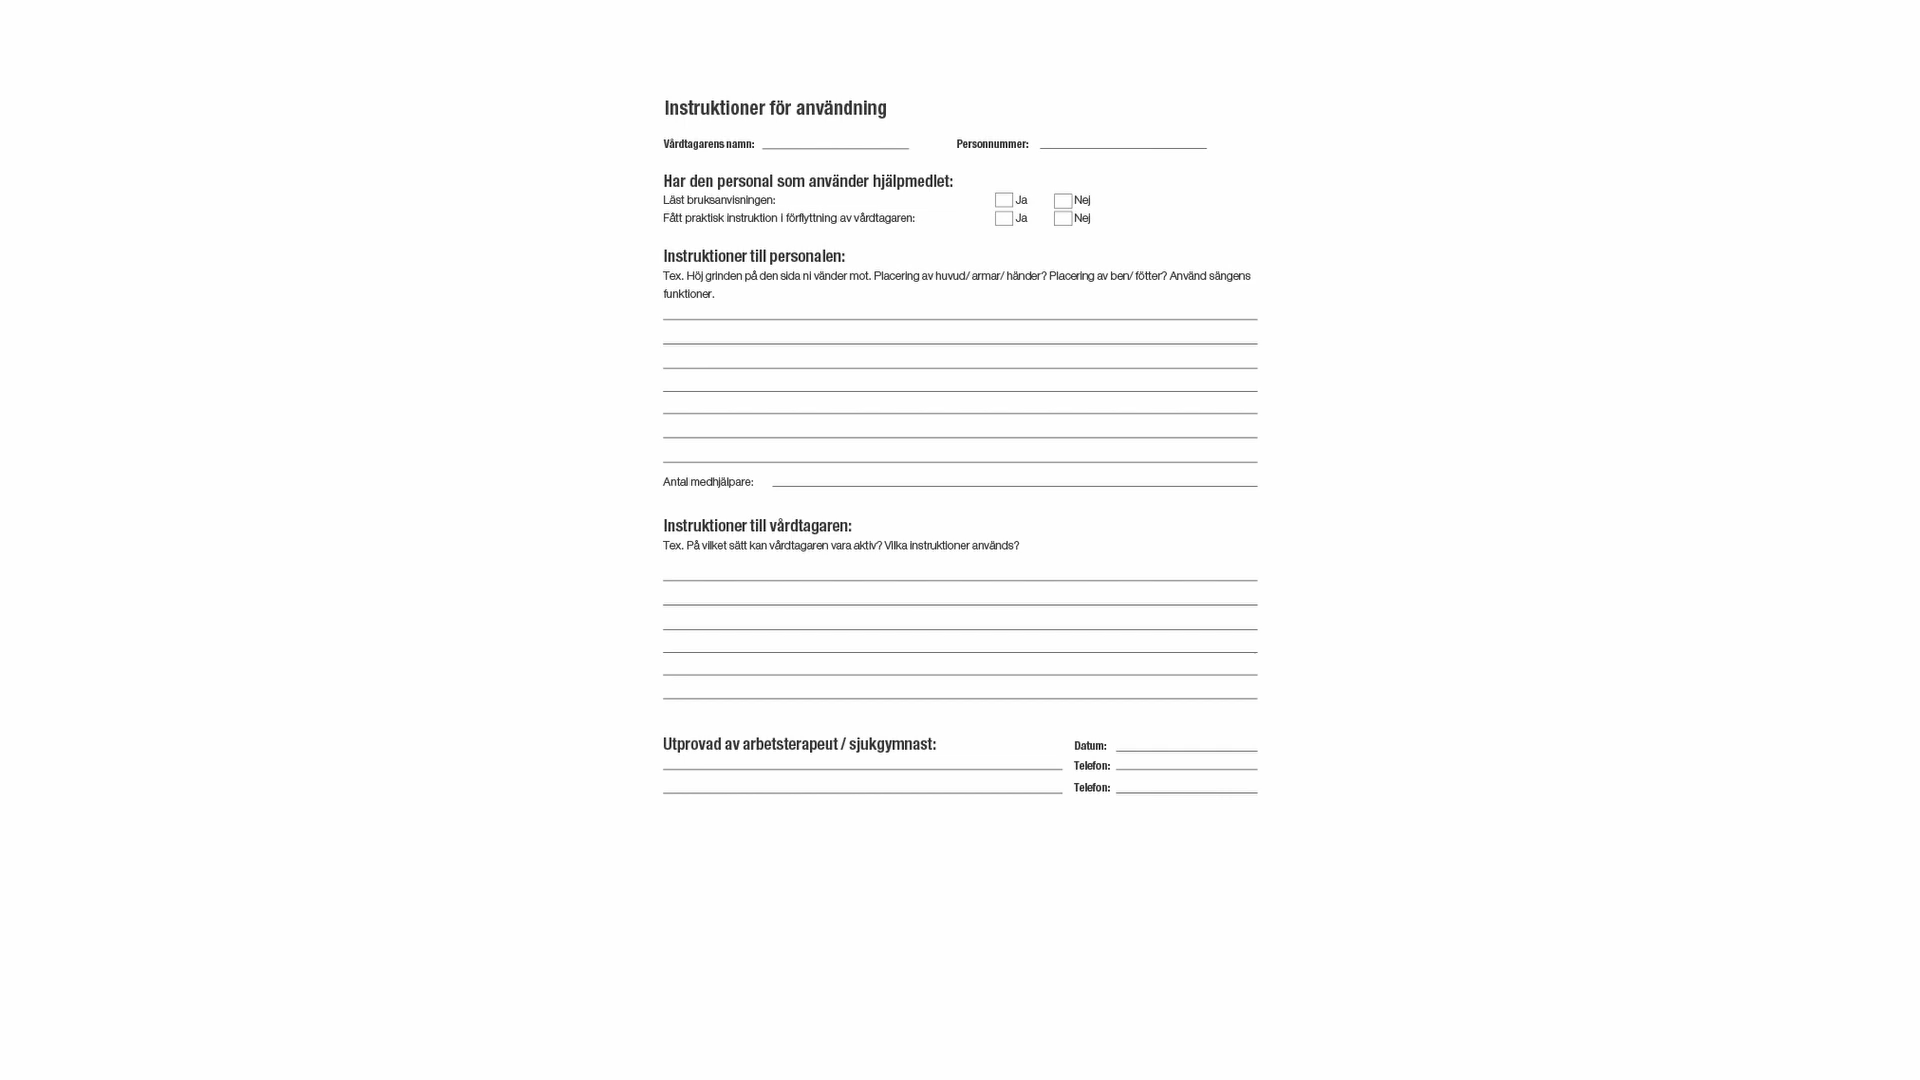 Instruktioner för användning
Vårdtagarens namn: Personnummer:
Har den personal som använder hjälpmedlet:
Läst bruksanvisningen: Ja Nej
Fått praktisk instruktion i förflyttning av vårdtagaren: Ja Nej
Instruktioner till personalen:
Tex. Höj grinden på den sida ni vänder mot. Placering av huvud/ armar/ händer? Placering av ben/ fötter? Använd sängens
funktioner.
Antal medhjälpare:
Instruktioner till vårdtagaren:
Tex. På vilket sätt kan vårdtagaren vara aktiv? Vilka instruktioner används?
Utprovad av arbetsterapeut / sjukgymnast: Datum:
Telefon:
Telefon: